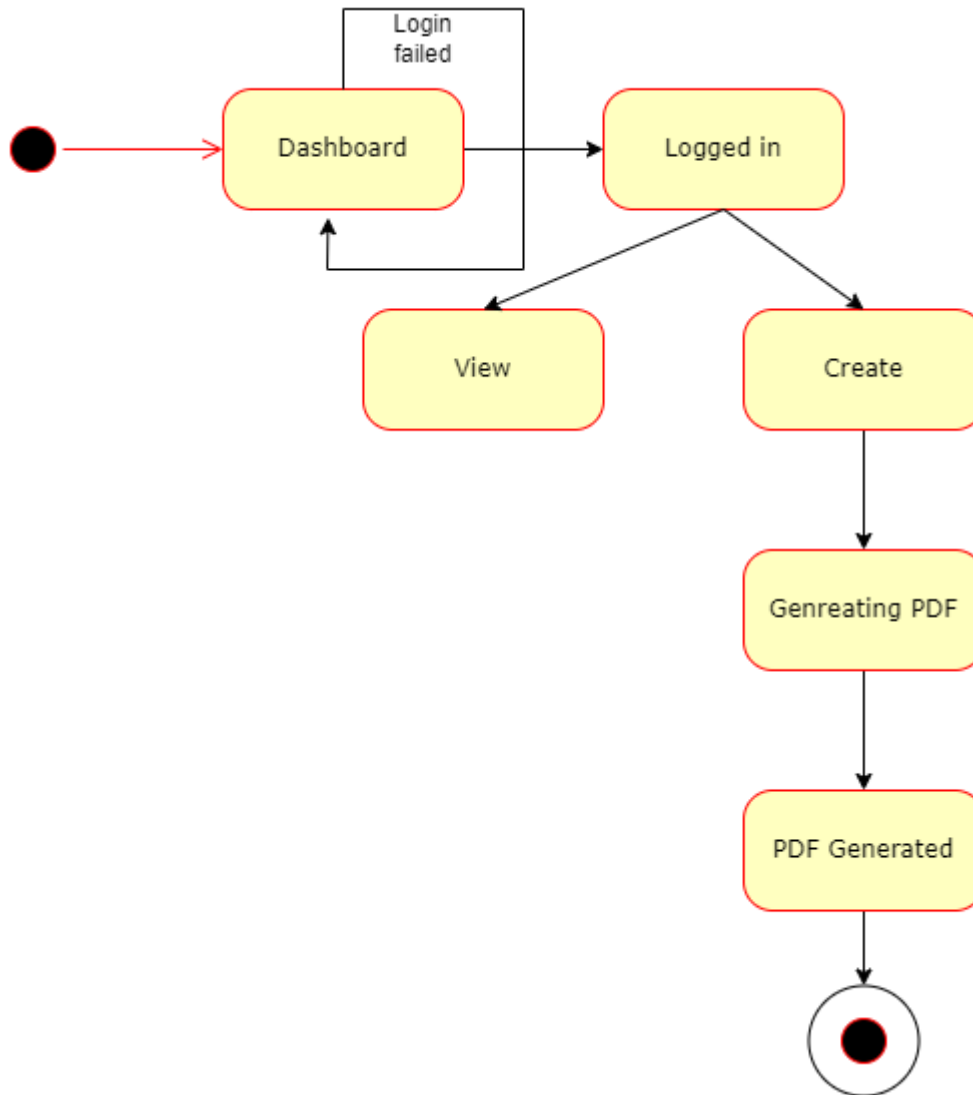 Login
failed
Dashboard
Logged in
View
Create
Genreating PDF
PDF Generated